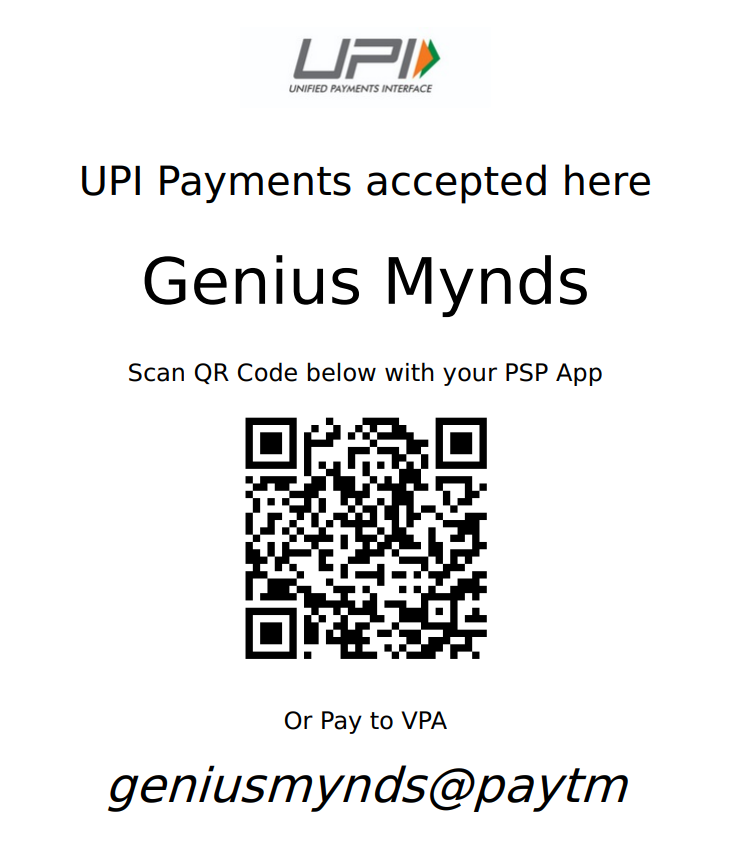 UPI
UNIFIED PAYMENTS INTERFACE
UPI Payments accepted here
Genius Mynds
Scan QR Code below with your PSP App
Or Pay to VPA
geniusmynds@paytm